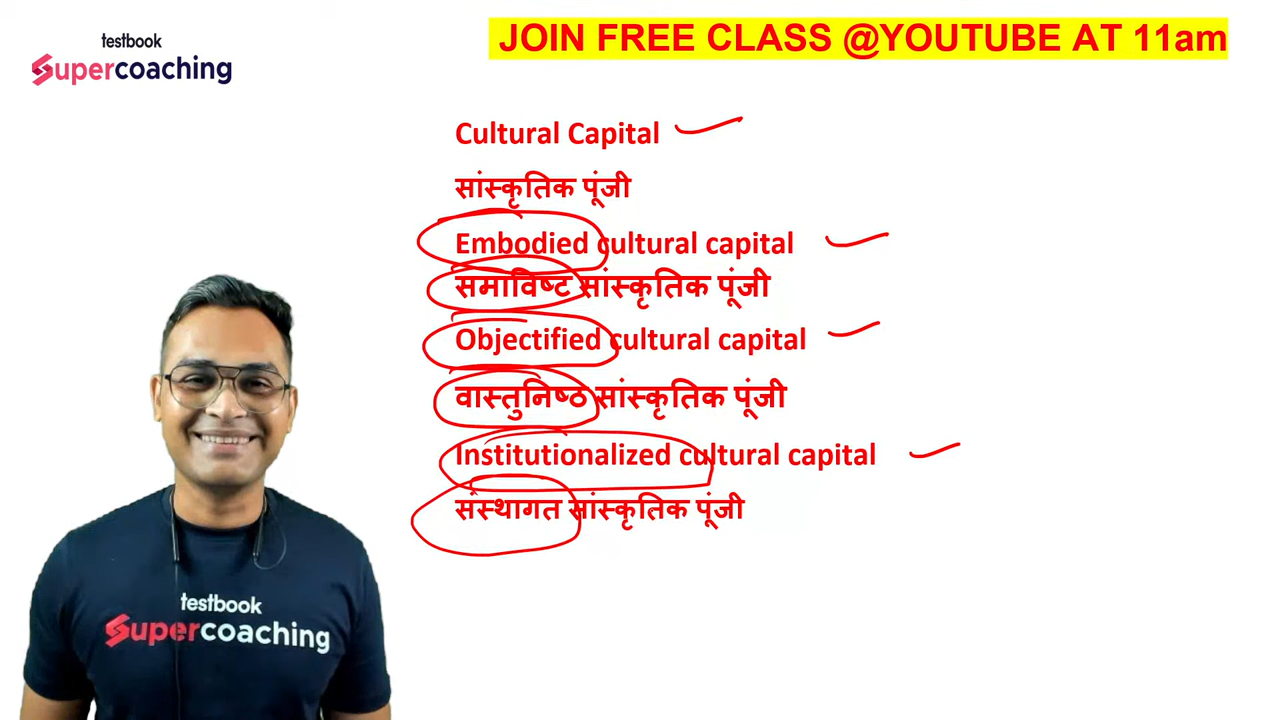 testbook
Supercoaching
JOIN FREE CLASS @YOUTUBE AT 11am
Cultural Capital
सांस्कृतिक पूंजी
Embodied cultural capital
समाविष्ट सांस्कृतिक पूंजी
Objectified cultural capital
वास्तुनिष्ठ सांस्कृतिक पूंजी
Institutionalized cultural capital
संस्थागत सांस्कृतिक पूंजी
testbook
Supercoaching